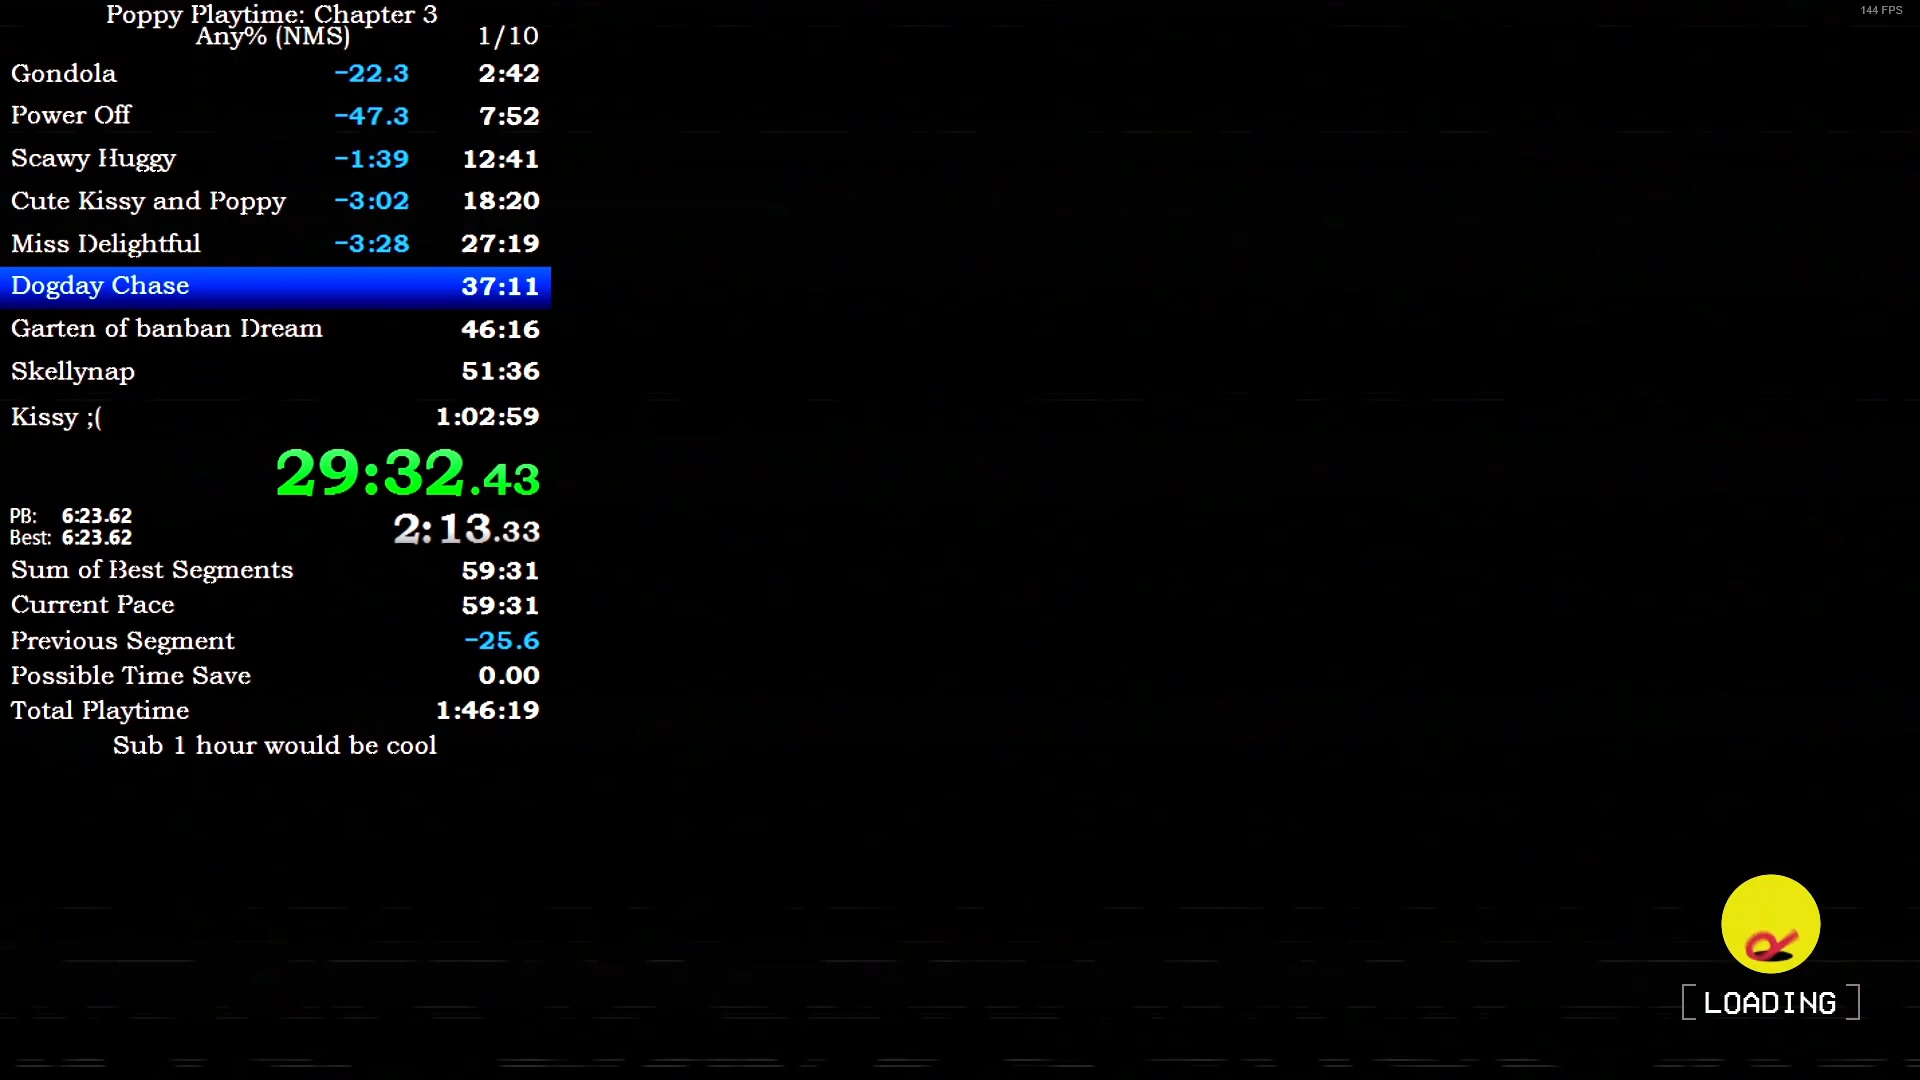 Poppy Playtime: Chapter 3
Any% (NMS) 1/10
144 FPS
Gondola -22.3 2:42
Power Off -47.3 7:52
Scawy Huggy -1:39 12:41
Cute Kissy and Poppy -3:02 18:20
Miss Delightful -3:28 27:19
Dogday Chase 37:11
Garten of banban Dream 46:16
Skellynap 51:36
Kissy ;( 1:02:59
29:32.43
PB: 6:23.62
Best: 6:23.62
2:13.33
Sum of Best Segments 59:31
Current Pace 59:31
Previous Segment -25.6
Possible Time Save 0.00
Total Playtime 1:46:19
Sub 1 hour would be cool
[LOADING]